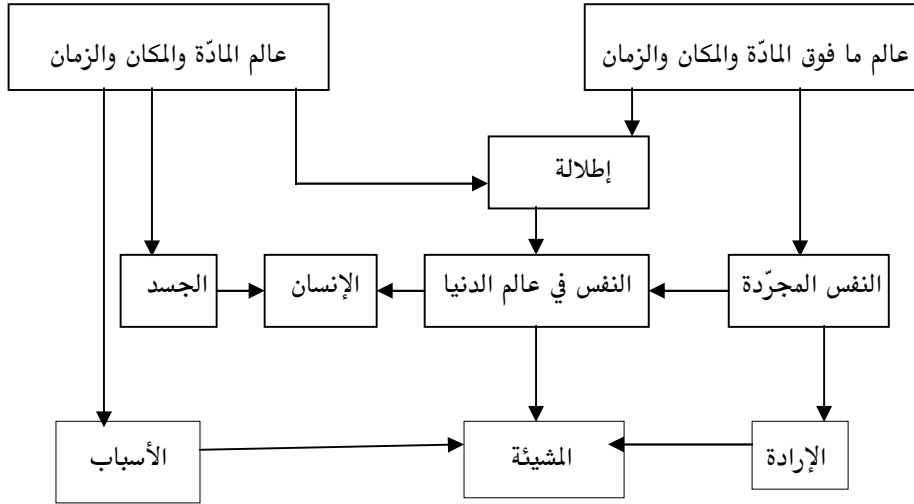 عالم ما فوق المادّة والمكان والزمان
عالم المادّة والمكان والزمان
إطلالة
النفس المجرّدة
النفس في عالم الدنيا
الإنسان
الجسد
الإرادة
المشيئة
الأسباب